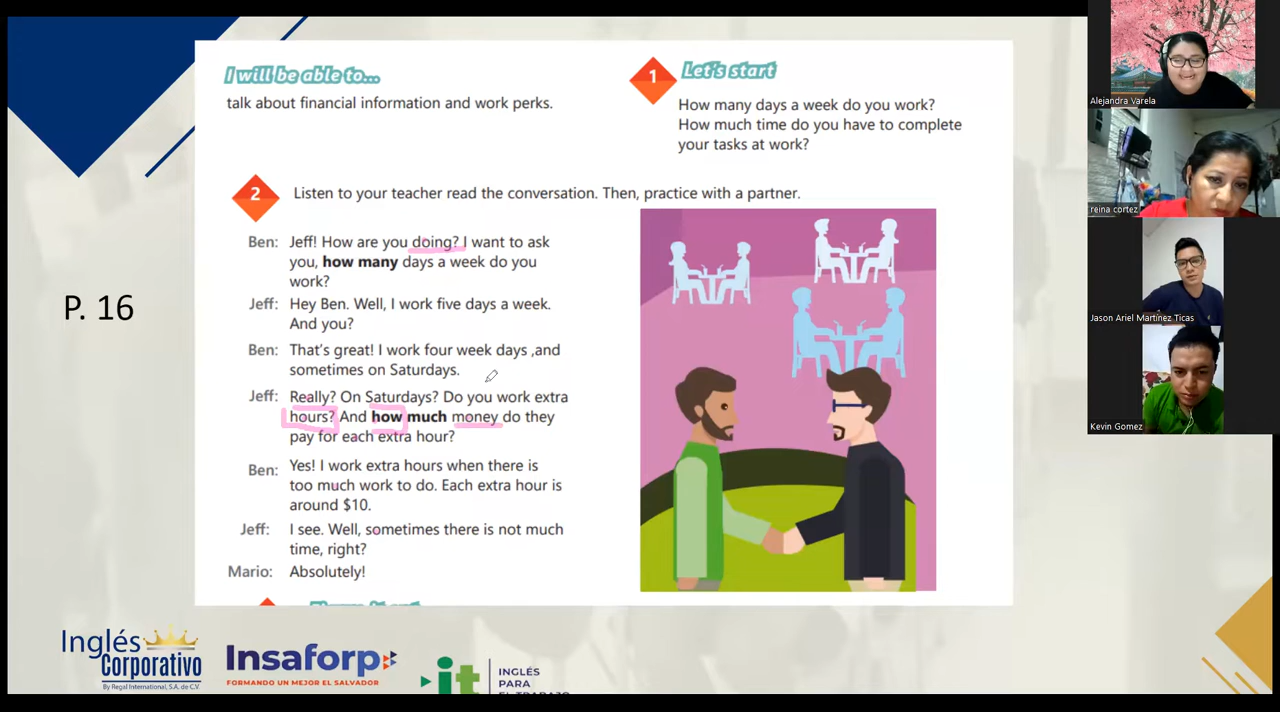 I will be able to...
talk about financial information and work perks.
1
Let's start
How many days a week do you work?
How much time do you have to complete
your tasks at work?
2
Listen to your teacher read the conversation. Then, practice with a partner.
Ben: Jeff! How are you doing? I want to ask
you, how many days a week do you
work?
Jeff: Hey Ben. Well, I work five days a week.
And you?
Ben: That's great! I work four week days ,and
sometimes on Saturdays.
Jeff: Really? On Saturdays? Do you work extra
hours? And how much money do they
pay for each extra hour?
Ben: Yes! I work extra hours when there is
too much work to do. Each extra hour is
around $10.
Jeff: I see. Well, sometimes there is not much
time, right?
Mario: Absolutely!
P. 16
Inglés
Corporativo
By Regal International, S.A. de C.V.
Insaforp
FORMANDO UN MEJOR EL SALVADOR
it
INGLÉS
PARA
EL TRABAJO
Alejandra Varela
reina cortez
Jason Ariel Martínez Ticas
Kevin Gomez